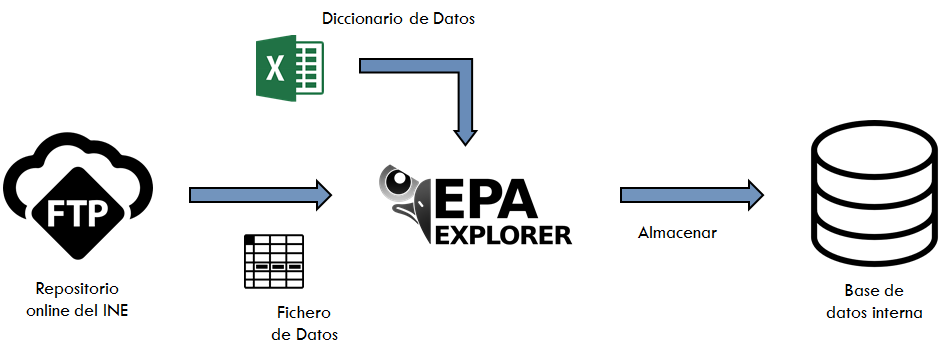 Diccionario de Datos
X
FTP
EPA
EXPLORER
Almacenar
Repositorio
online del INE
Fichero
de Datos
Base de
datos interna